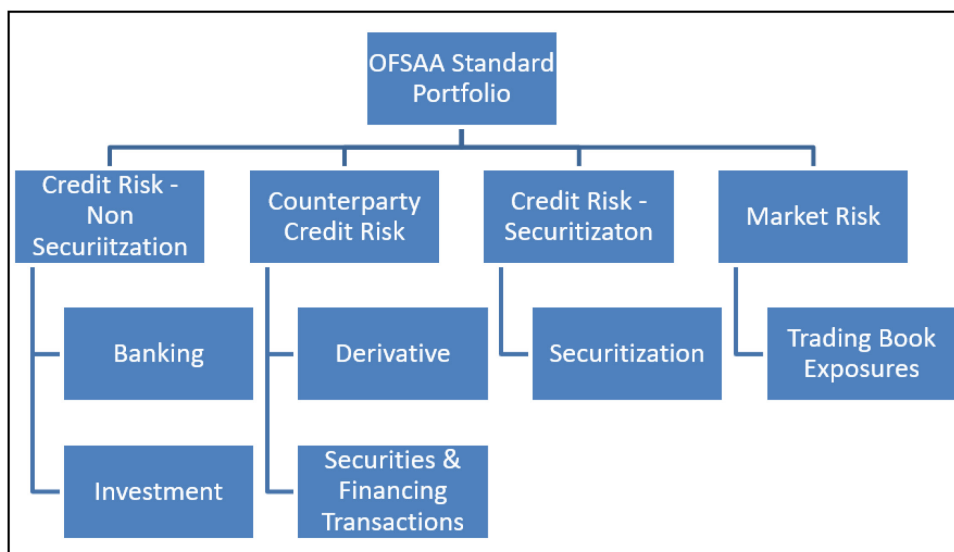 OFSAA Standard
Portfolio
Credit Risk -
Non
Securiitzation
Counterparty
Credit Risk
Credit Risk -
Securitizaton
Market Risk
Banking
Derivative
Securitization
Trading Book
Exposures
Investment
Securities &
Financing
Transactions